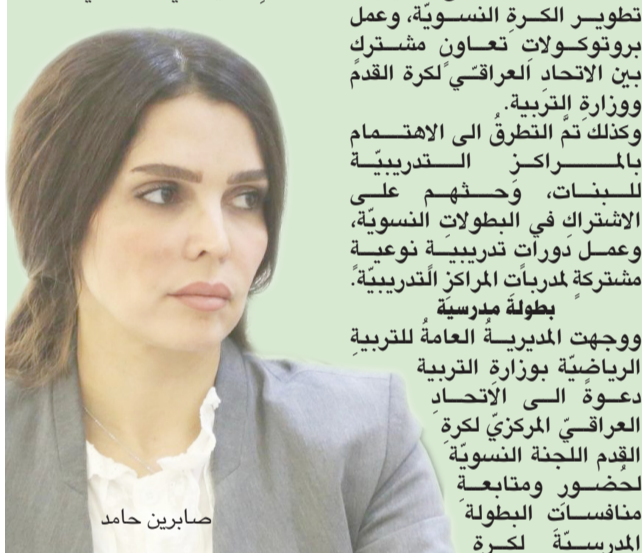 تطوير الكرة النسويّة، وعمل
بروتوكولات تعاونٍ مشتركٍ
بين الاتحاد العراقيّ لكرة القدم
ووزارةِ التربية.
وكذلك تمَّ التطرقُ الى الاهتمام
بالمراكز التدريبيّة
للبنات، وَحثهم على
الاشتراكِ في البطولاتِ النسويّة،
وعمل دوراتٍ تدريبيةٍ نوعيةٍ
مشتركةٍ لمدرباتِ المراكزِ التدريبيّة.
بطولة مدرسيّة
ووجهت المديريةُ العامةُ للتربيةِ
الرياضيّة بوزارةِ التربية
دعوةً الى الاتحادِ
العراقيّ المركزيّ لكرةِ
القدم اللجنة النسويّة
لحُضور ومتابعةِ
منافسات البطولة
المدرسيّةَ لكرةِ
صابرين حامد